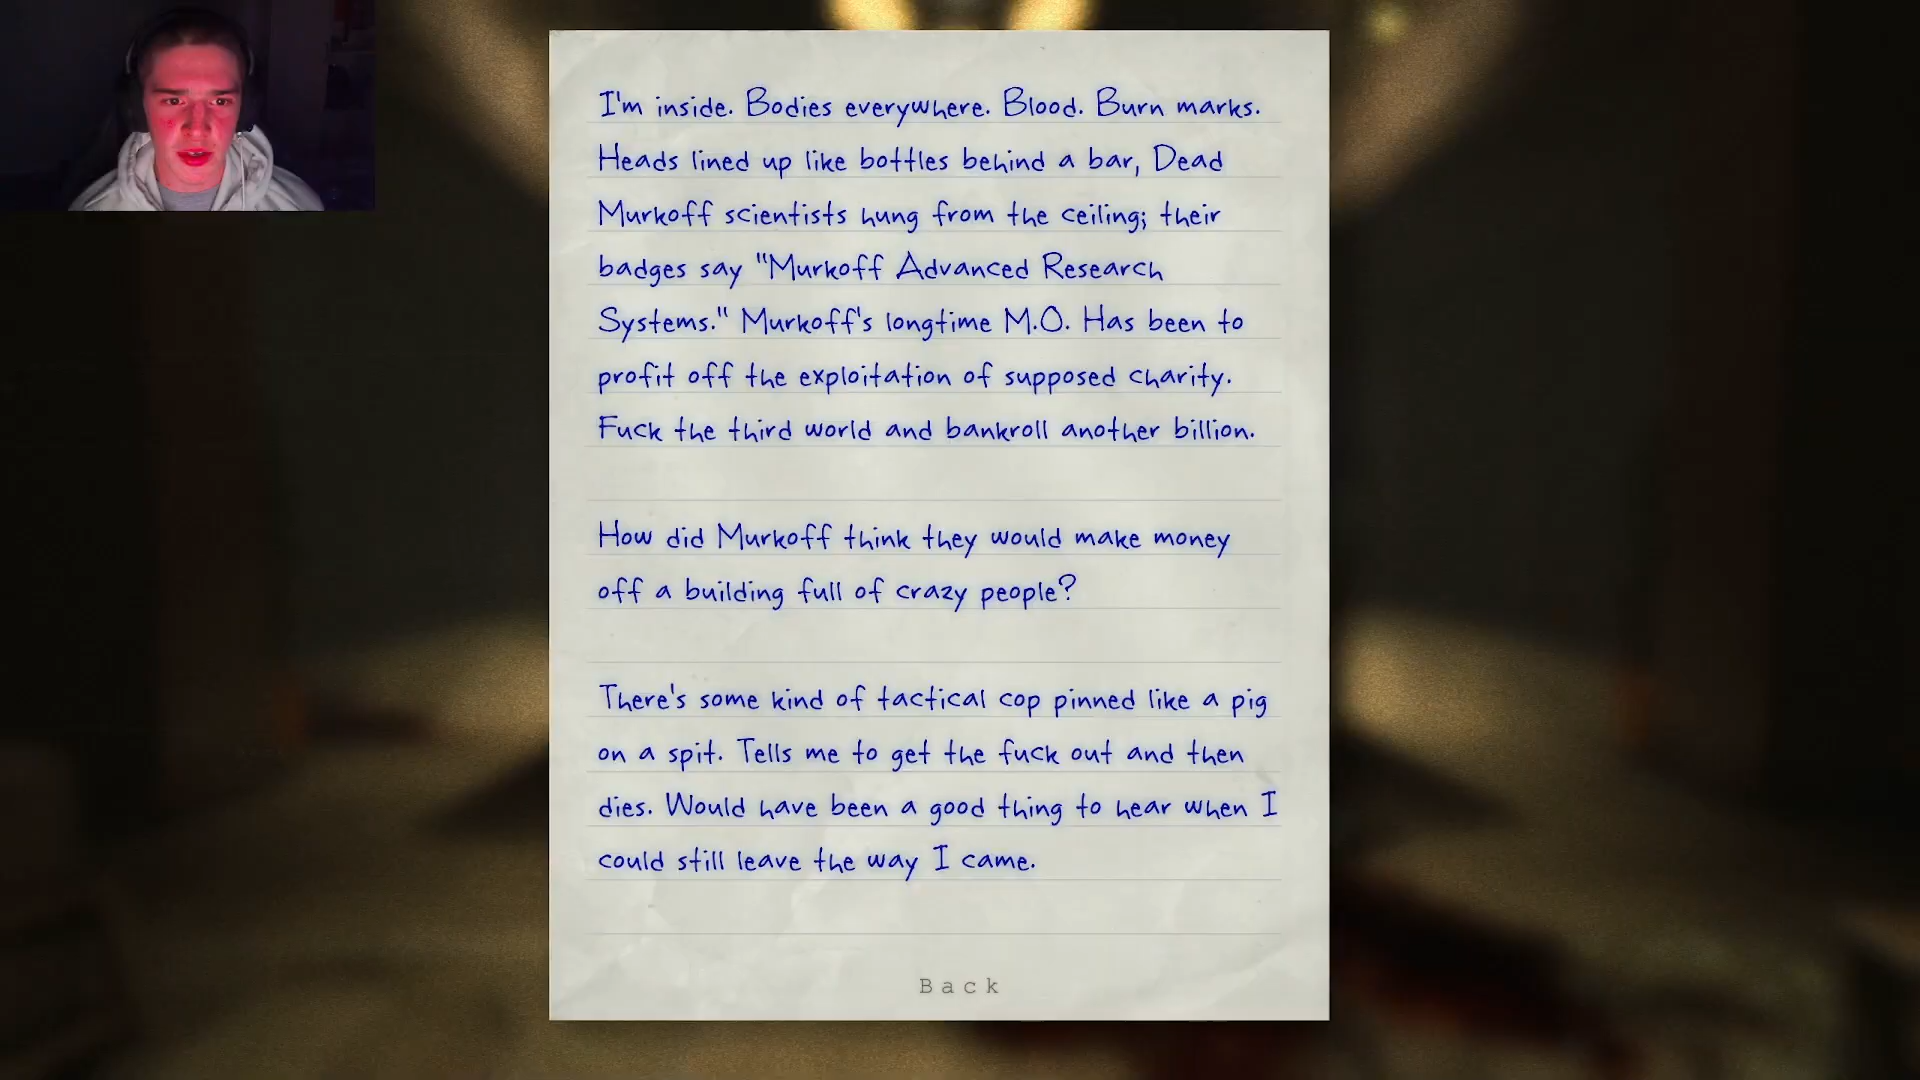 I'm inside. Bodies everywhere. Blood. Burn marks.
Heads lined up like bottles behind a bar, Dead
Murkoff scientists hung from the ceiling; their
badges say "Murkoff Advanced Research
Systems." Murkoff's longtime M.O. Has been to
profit off the exploitation of supposed charity.
Fuck the third world and bankroll another billion.
How did Murkoff think they would make money
off a building full of crazy people?
There's some kind of tactical cop pinned like a pig
on a spit. Tells me to get the fuck out and then
dies. Would have been a good thing to hear when I
could still leave the way I came.
Back